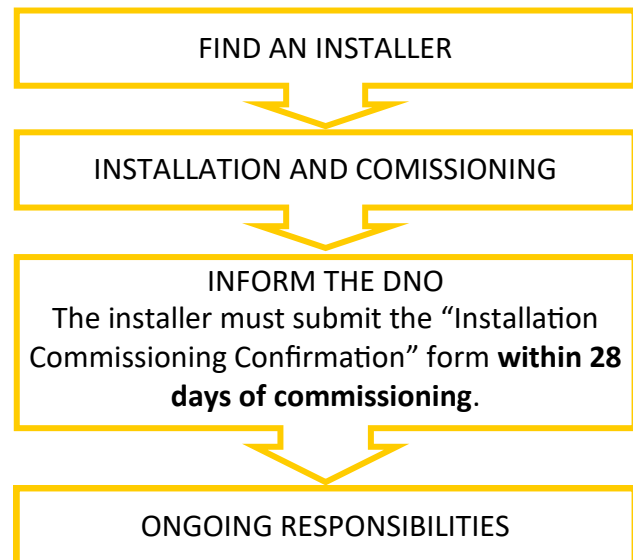 FIND AN INSTALLER
INSTALLATION AND COMISSIONING
INFORM THE DNO
The installer must submit the “Installation
Commissioning Confirmation” form within 28
days of commissioning.
ONGOING RESPONSIBILITIES